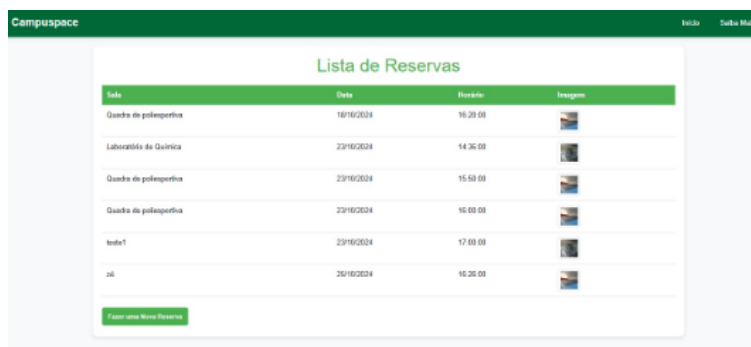 Campuspace Início Saiba Mai
Lista de Reservas
Sala Data Horário Imagem
Quadra de poliesportiva 18/10/2024 16:20:00
Laboratório de Química 23/10/2024 14:36:00
Quadra de poliesportiva 23/10/2024 15:50:00
Quadra de poliesportiva 23/10/2024 16:00:00
teste1 23/10/2024 17:00:00
26/10/2024 16:26:00
Fazer uma Nova Reserva